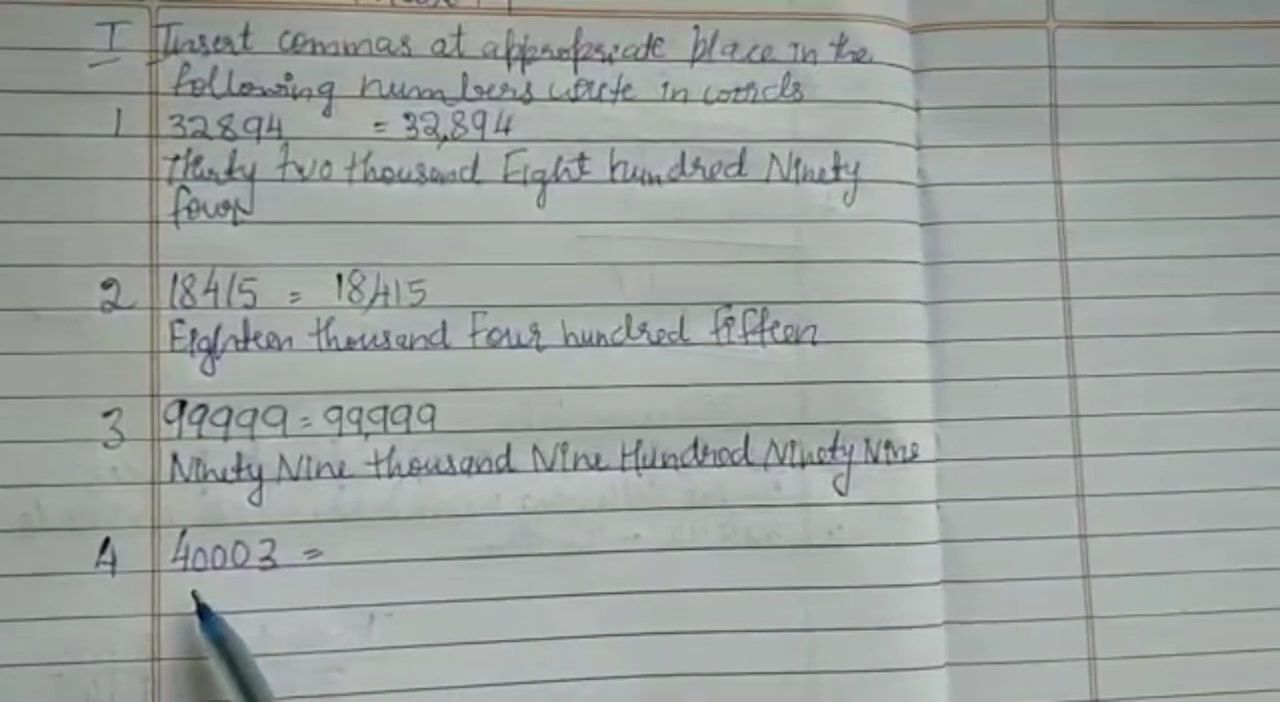 I Insert commas at appropriate place in the
following numbers write in words
1 32894 = 32,894
thirty two thousand Eight hundred Ninety
four
2 18415 = 18,415
Eighteen thousand Four hundred fifteen
3 99999 = 99,999
Ninety Nine thousand Nine Hundred Ninety Nine
4 40003 =